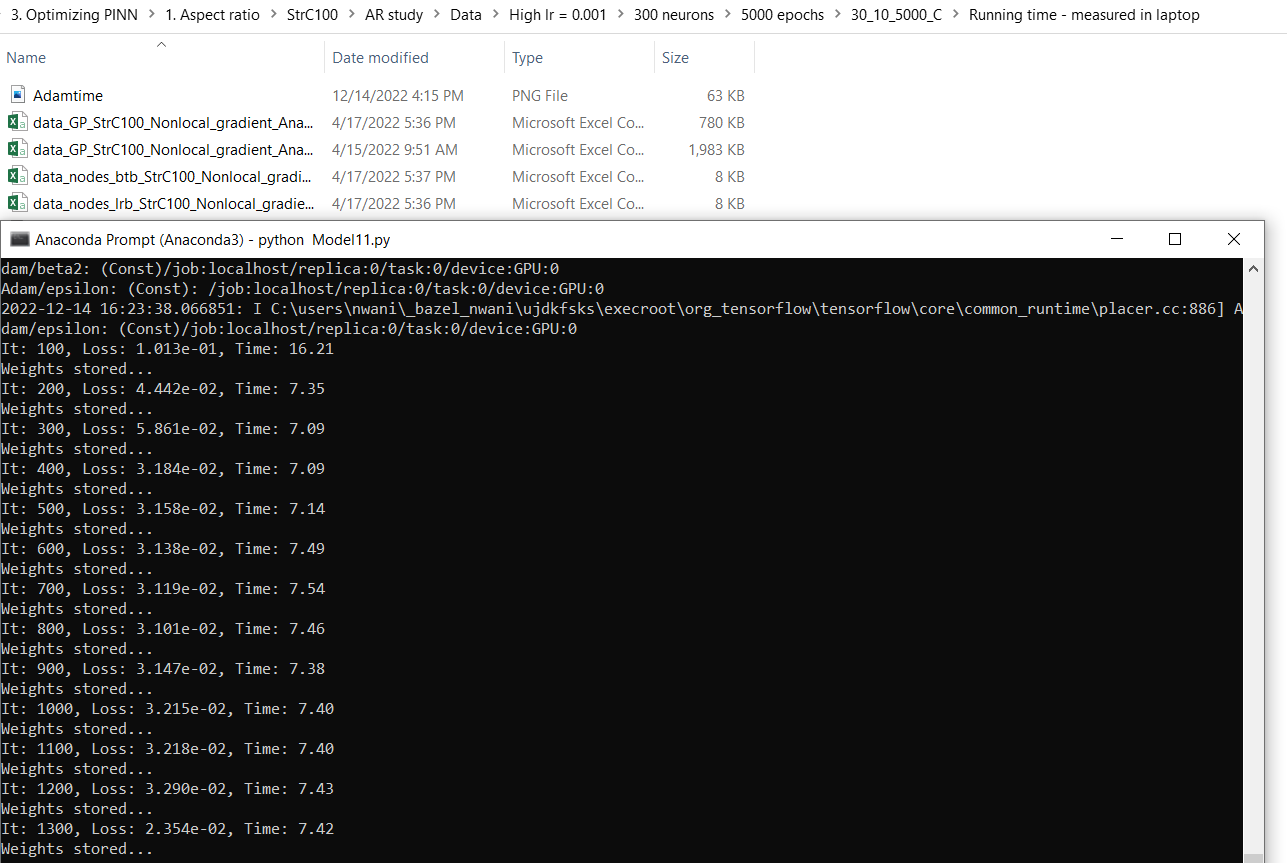 3. Optimizing PINN > 1. Aspect ratio > StrC100 > AR study > Data > High lr = 0.001 > 300 neurons > 5000 epochs > 30_10_5000_C > Running time - measured in laptop
Name Date modified Type Size
Adamtime 12/14/2022 4:15 PM PNG File 63 KB
data_GP_StrC100_Nonlocal_gradient_Ana... 4/17/2022 5:36 PM Microsoft Excel Co... 780 KB
data_GP_StrC100_Nonlocal_gradient_Ana... 4/15/2022 9:51 AM Microsoft Excel Co... 1,983 KB
data_nodes_btb_StrC100_Nonlocal_gradi... 4/17/2022 5:37 PM Microsoft Excel Co... 8 KB
data_nodes_lrb_StrC100_Nonlocal_gradie... 4/17/2022 5:36 PM Microsoft Excel Co... 8 KB
Anaconda Prompt (Anaconda3) - python  Model11.py
dam/beta2: (Const)/job:localhost/replica:0/task:0/device:GPU:0
Adam/epsilon: (Const): /job:localhost/replica:0/task:0/device:GPU:0
2022-12-14 16:23:38.066851: I C:\users\nwani\_bazel_nwani\ujdkfsks\execroot\org_tensorflow\tensorflow\core\common_runtime\placer.cc:886] A
dam/epsilon: (Const)/job:localhost/replica:0/task:0/device:GPU:0
It: 100, Loss: 1.013e-01, Time: 16.21
Weights stored...
It: 200, Loss: 4.442e-02, Time: 7.35
Weights stored...
It: 300, Loss: 5.861e-02, Time: 7.09
Weights stored...
It: 400, Loss: 3.184e-02, Time: 7.09
Weights stored...
It: 500, Loss: 3.158e-02, Time: 7.14
Weights stored...
It: 600, Loss: 3.138e-02, Time: 7.49
Weights stored...
It: 700, Loss: 3.119e-02, Time: 7.54
Weights stored...
It: 800, Loss: 3.101e-02, Time: 7.46
Weights stored...
It: 900, Loss: 3.147e-02, Time: 7.38
Weights stored...
It: 1000, Loss: 3.215e-02, Time: 7.40
Weights stored...
It: 1100, Loss: 3.218e-02, Time: 7.40
Weights stored...
It: 1200, Loss: 3.290e-02, Time: 7.43
Weights stored...
It: 1300, Loss: 2.354e-02, Time: 7.42
Weights stored...